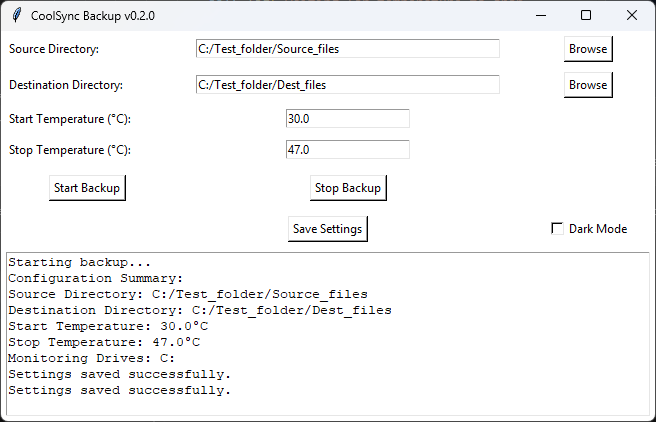 CoolSync Backup v0.2.0
Source Directory: C:/Test_folder/Source_files Browse
Destination Directory: C:/Test_folder/Dest_files Browse
Start Temperature (°C): 30.0
Stop Temperature (°C): 47.0
Start Backup Stop Backup
Save Settings Dark Mode
Starting backup...
Configuration Summary:
Source Directory: C:/Test_folder/Source_files
Destination Directory: C:/Test_folder/Dest_files
Start Temperature: 30.0°C
Stop Temperature: 47.0°C
Monitoring Drives: C:
Settings saved successfully.
Settings saved successfully.